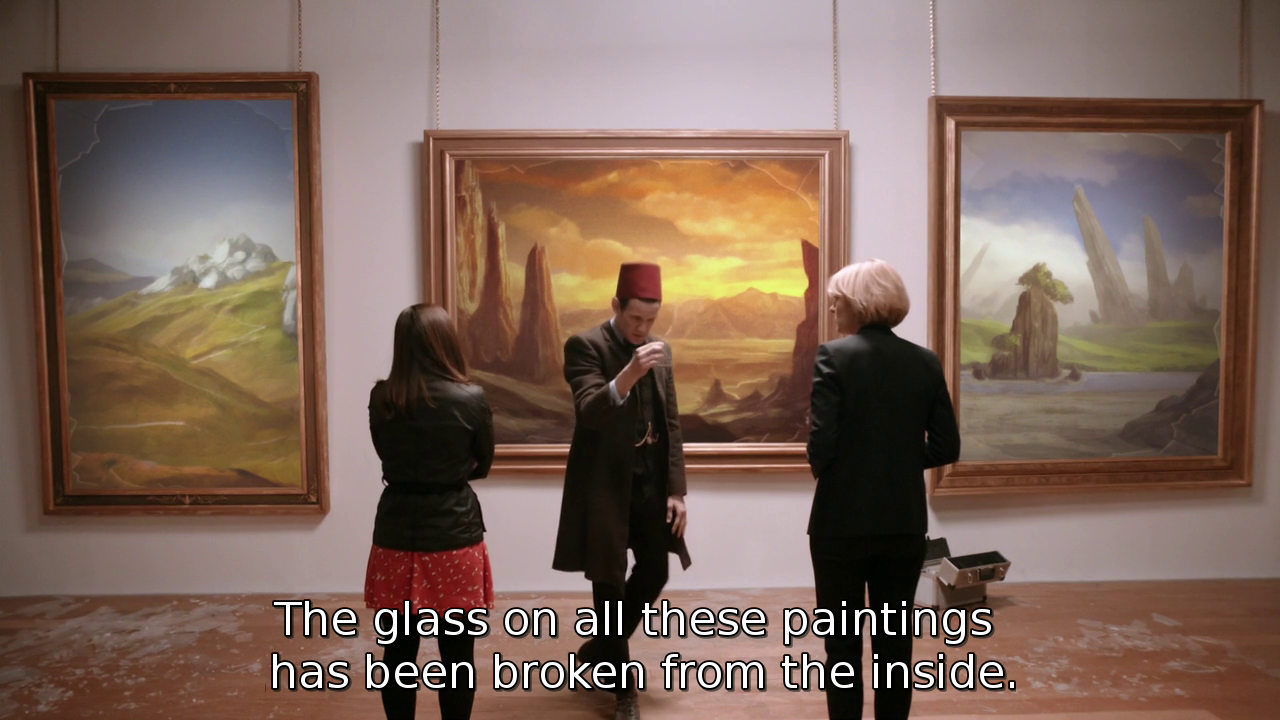 The glass on all these paintings
has been broken from the inside.